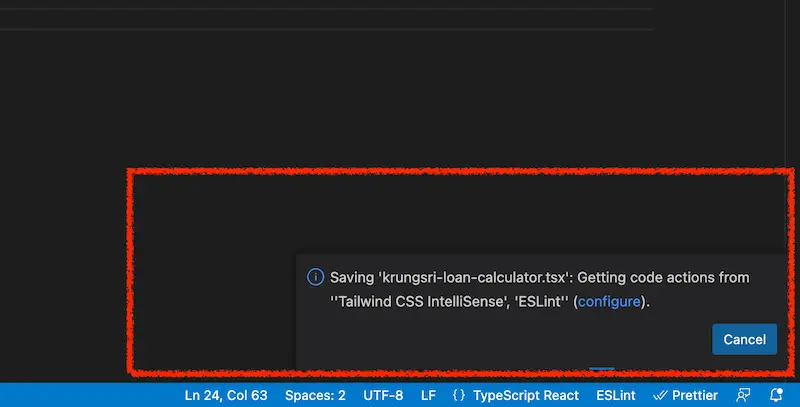 Saving 'krungsri-loan-calculator.tsx': Getting code actions from
''Tailwind CSS IntelliSense', 'ESLint'' (configure).
Cancel
Ln 24, Col 63 Spaces: 2 UTF-8 LF {} TypeScript React ESLint Prettier